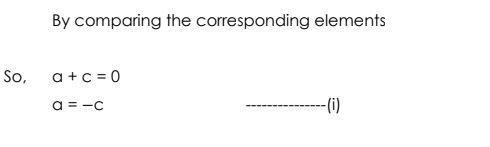 By comparing the corresponding elements
So, a + c = 0
a = −c ---------------(i)